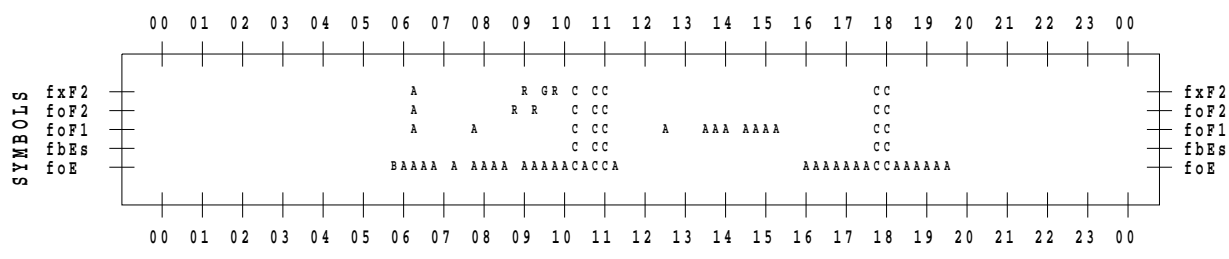 00 01 02 03 04 05 06 07 08 09 10 11 12 13 14 15 16 17 18 19 20 21 22 23 00
SYMBOLS
fxF2 A R GR C CC CC fxF2
foF2 A R R C CC CC foF2
foF1 A A C CC A AAA AAAA CC foF1
fbEs C CC CC fbEs
foE BAAAA A AAAA AAAAACACCA AAAAAAACCAAAAAA foE
00 01 02 03 04 05 06 07 08 09 10 11 12 13 14 15 16 17 18 19 20 21 22 23 00